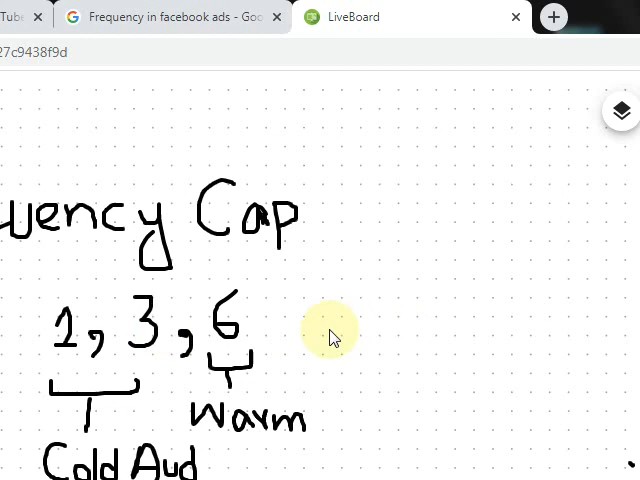 Tube Frequency in facebook ads - Goo LiveBoard
27c9438f9d
uency Cap
1, 3, 6
Warm
Cold Aud